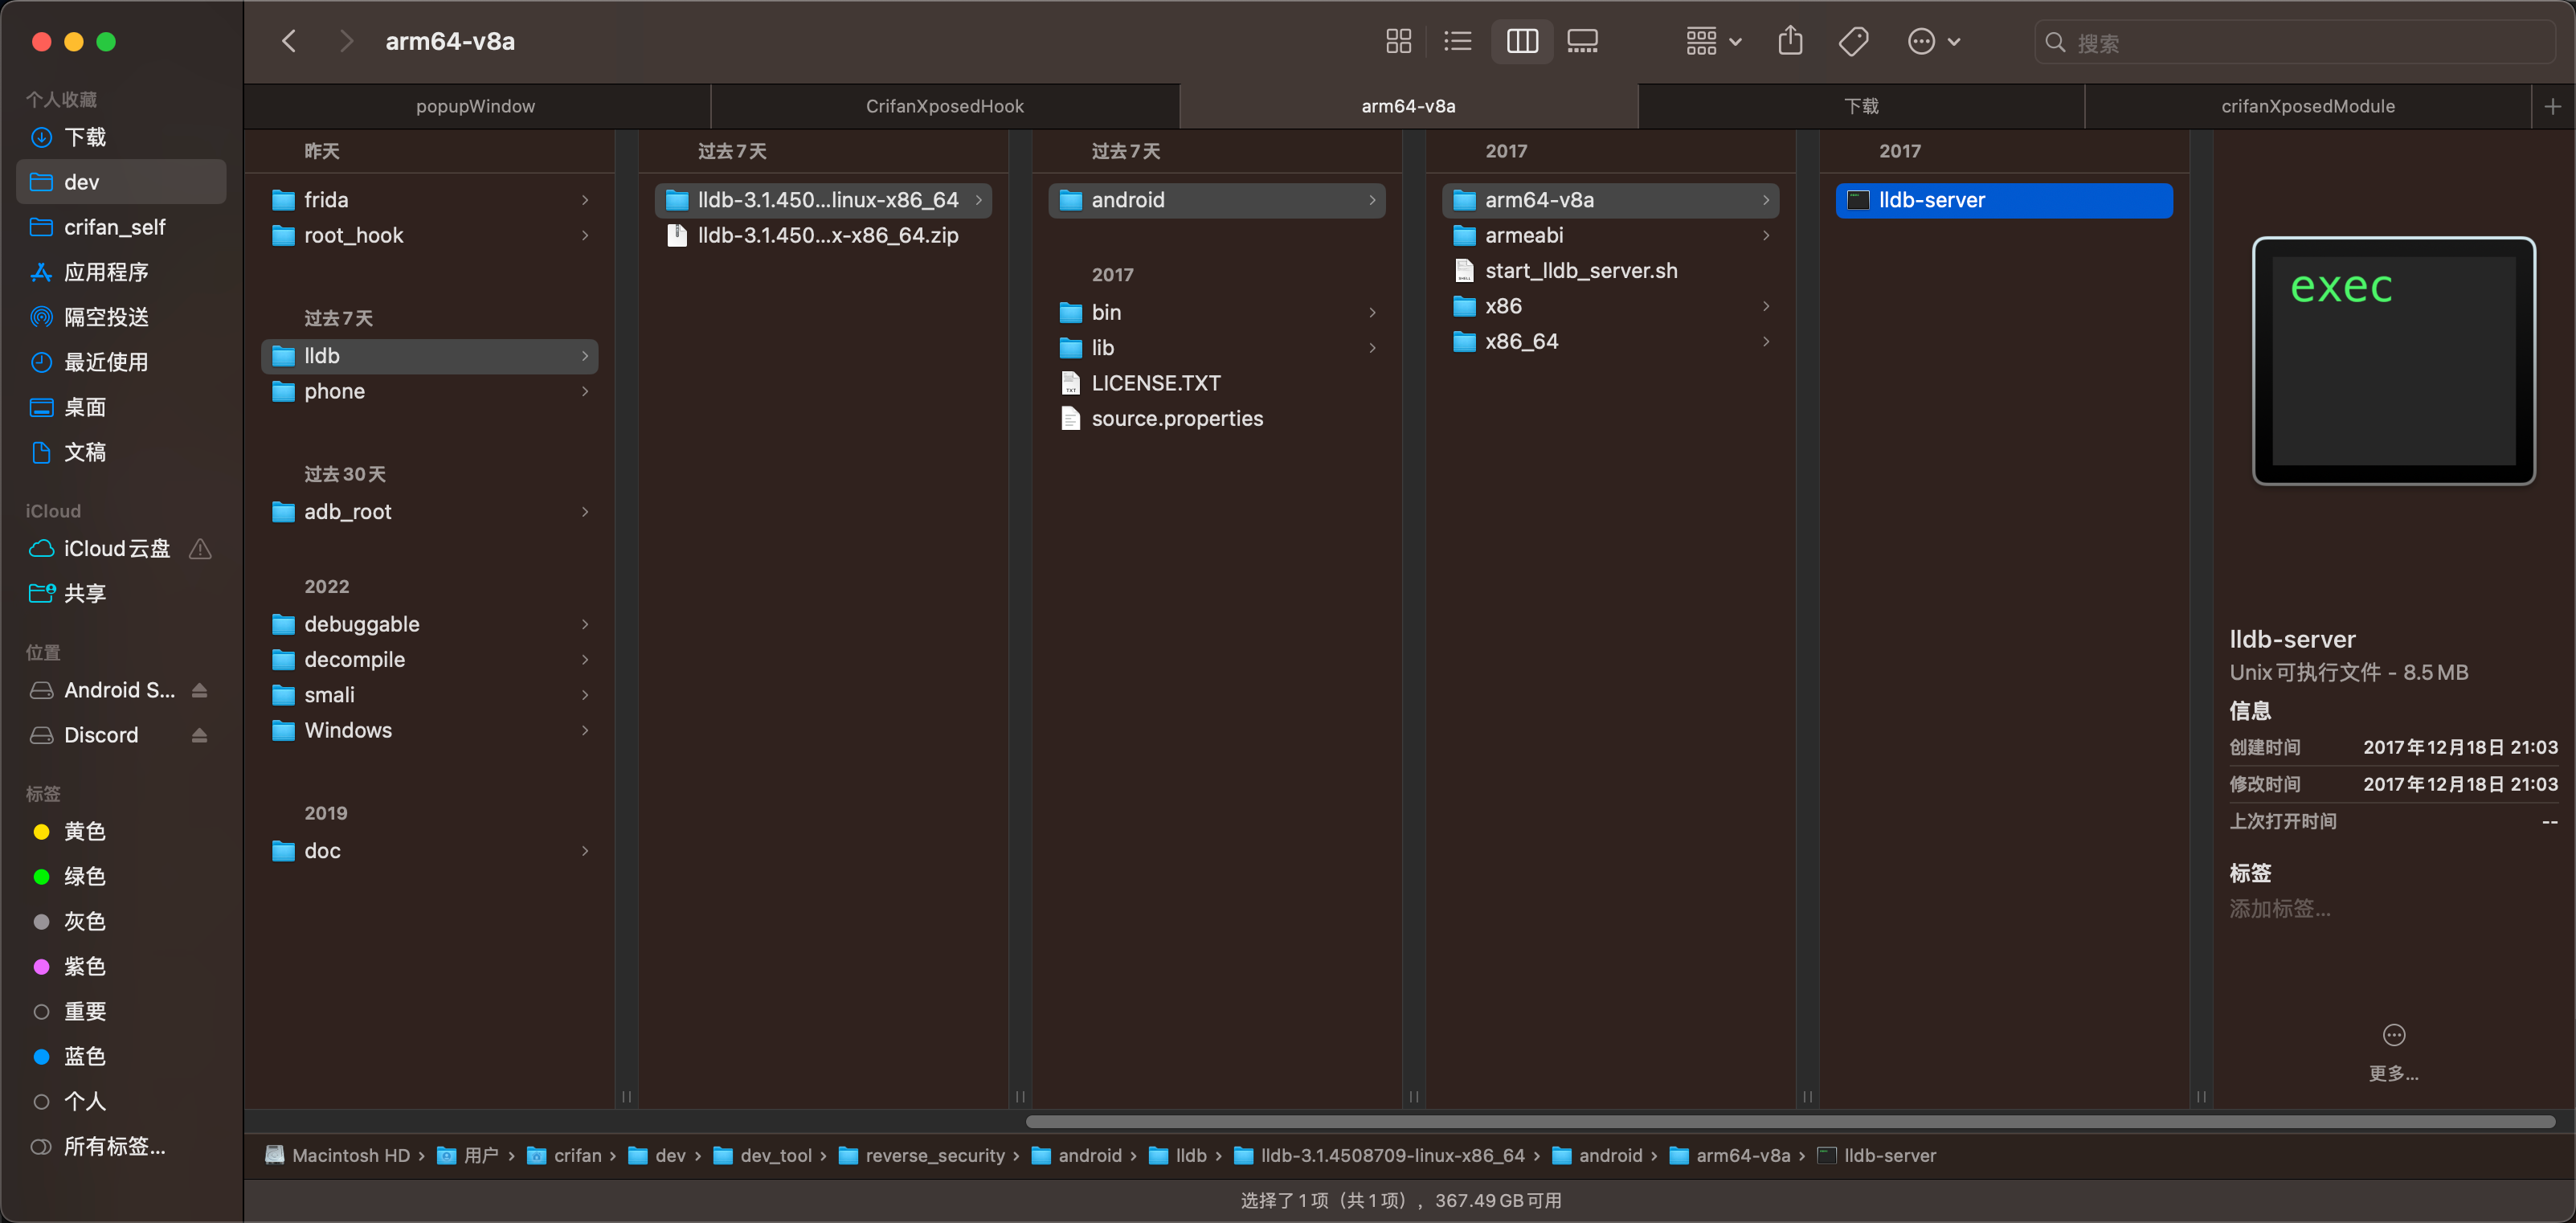 arm64-v8a
搜索
popupWindow
CrifanXposedHook
arm64-v8a
下载
crifanXposedModule
个人收藏
下载
dev
crifan_self
应用程序
隔空投送
最近使用
桌面
文稿
iCloud
iCloud云盘
共享
位置
Android S...
Discord
标签
黄色
绿色
灰色
紫色
重要
蓝色
个人
所有标签...
昨天
frida
root_hook
过去7天
lldb
phone
过去30天
adb_root
2022
debuggable
decompile
smali
Windows
2019
doc
过去7天
lldb-3.1.450...linux-x86_64
lldb-3.1.450...x-x86_64.zip
过去7天
android
2017
bin
lib
LICENSE.TXT
source.properties
2017
arm64-v8a
armeabi
start_lldb_server.sh
x86
x86_64
2017
lldb-server
exec
lldb-server
Unix可执行文件 - 8.5 MB
信息
创建时间 2017年12月18日 21:03
修改时间 2017年12月18日 21:03
上次打开时间 --
标签
添加标签...
更多...
Macintosh HD › 用户 › crifan › dev › dev_tool › reverse_security › android › lldb › lldb-3.1.4508709-linux-x86_64 › android › arm64-v8a › lldb-server
选择了1项（共1项），367.49 GB可用